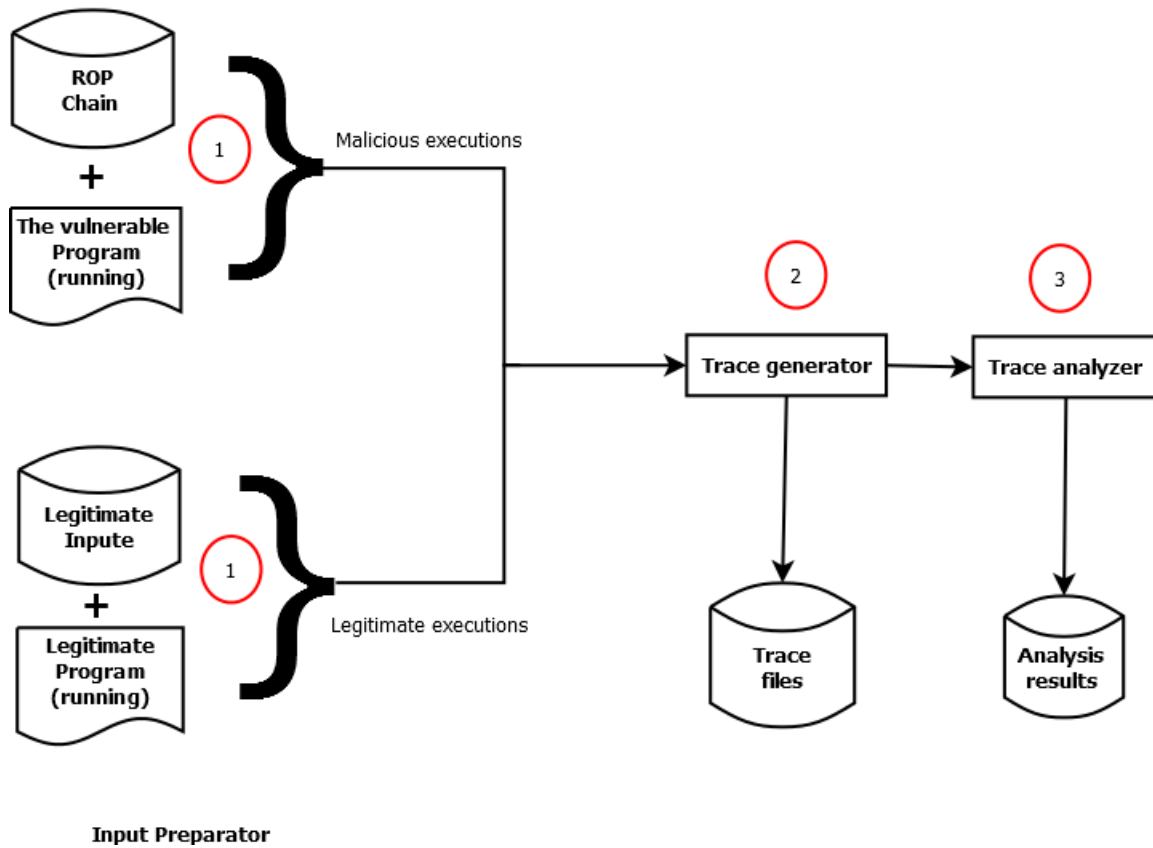 ROP
Chain
+
The vulnerable
Program
(running)
1
Malicious executions
2
3
Trace generator
Trace analyzer
Legitimate
Inpute
+
Legitimate
Program
(running)
1
Legitimate executions
Trace
files
Analysis
results
Input Preparator